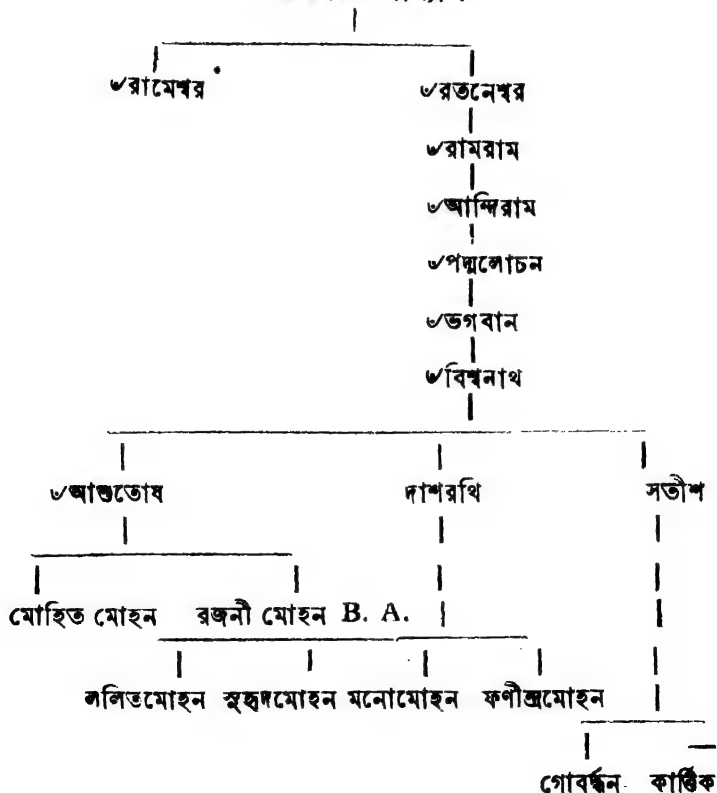 ৺রামেশ্বর ৺রতনেশ্বর
৺রামরাম
৺আন্দিরাম
৺পদ্মলোচন
৺ভগবান
৺বিশ্বনাথ
৺আশুতোষ দাশরথি সতীশ
মোহিত মোহন রজনী মোহন B. A.
ললিতমোহন সুহৃদমোহন মনোমোহন ফণীন্দ্রমোহন
গোবর্দ্ধন কার্ত্তিক